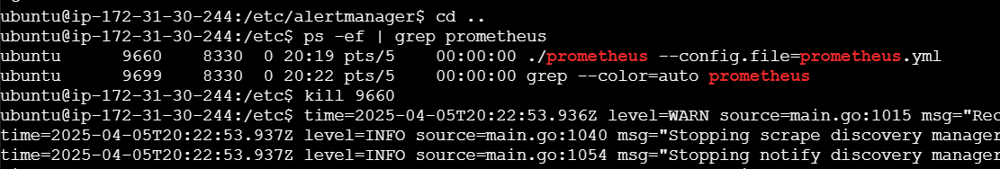 ubuntu@ip-172-31-30-244:/etc/alertmanager$ cd ..
ubuntu@ip-172-31-30-244:/etc$ ps -ef | grep prometheus
ubuntu      9660    8330  0 20:19 pts/5    00:00:00 ./prometheus --config.file=prometheus.yml
ubuntu      9699    8330  0 20:22 pts/5    00:00:00 grep --color=auto prometheus
ubuntu@ip-172-31-30-244:/etc$ kill 9660
ubuntu@ip-172-31-30-244:/etc$ time=2025-04-05T20:22:53.936Z level=WARN source=main.go:1015 msg="Rec
time=2025-04-05T20:22:53.937Z level=INFO source=main.go:1040 msg="Stopping scrape discovery manager
time=2025-04-05T20:22:53.937Z level=INFO source=main.go:1054 msg="Stopping notify discovery manager